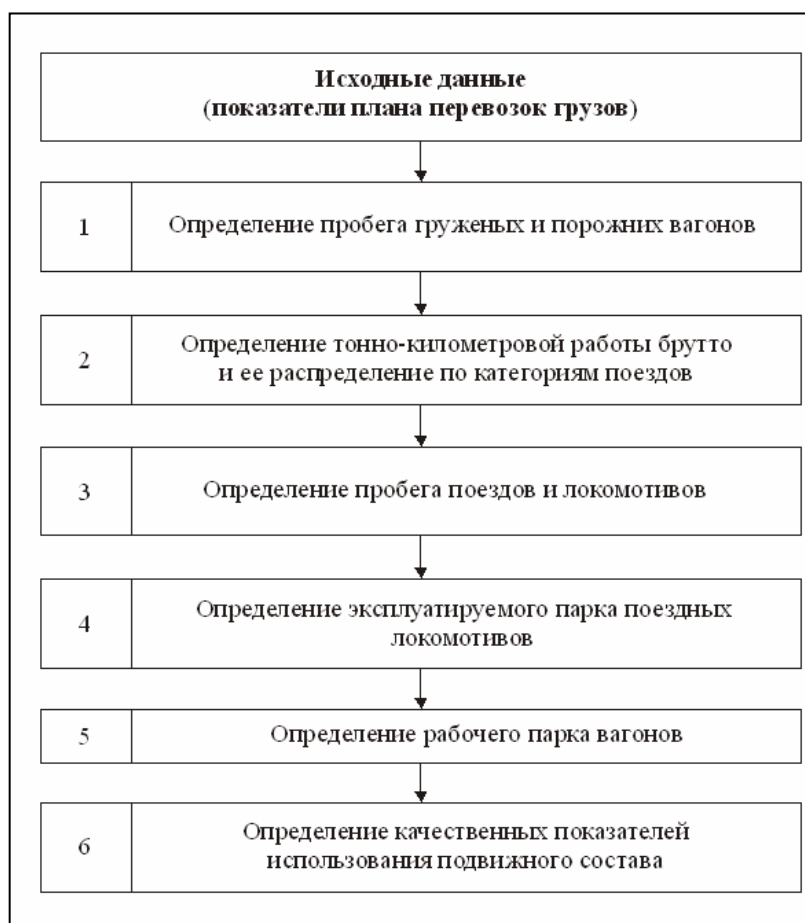 Исходные данные
(показатели плана перевозок грузов)
1
Определение пробега груженых и порожних вагонов
2
Определение тонно-километровой работы брутто
и ее распределение по категориям поездов
3
Определение пробега поездов и локомотивов
4
Определение эксплуатируемого парка поездных
локомотивов
5
Определение рабочего парка вагонов
6
Определение качественных показателей
использования подвижного состава